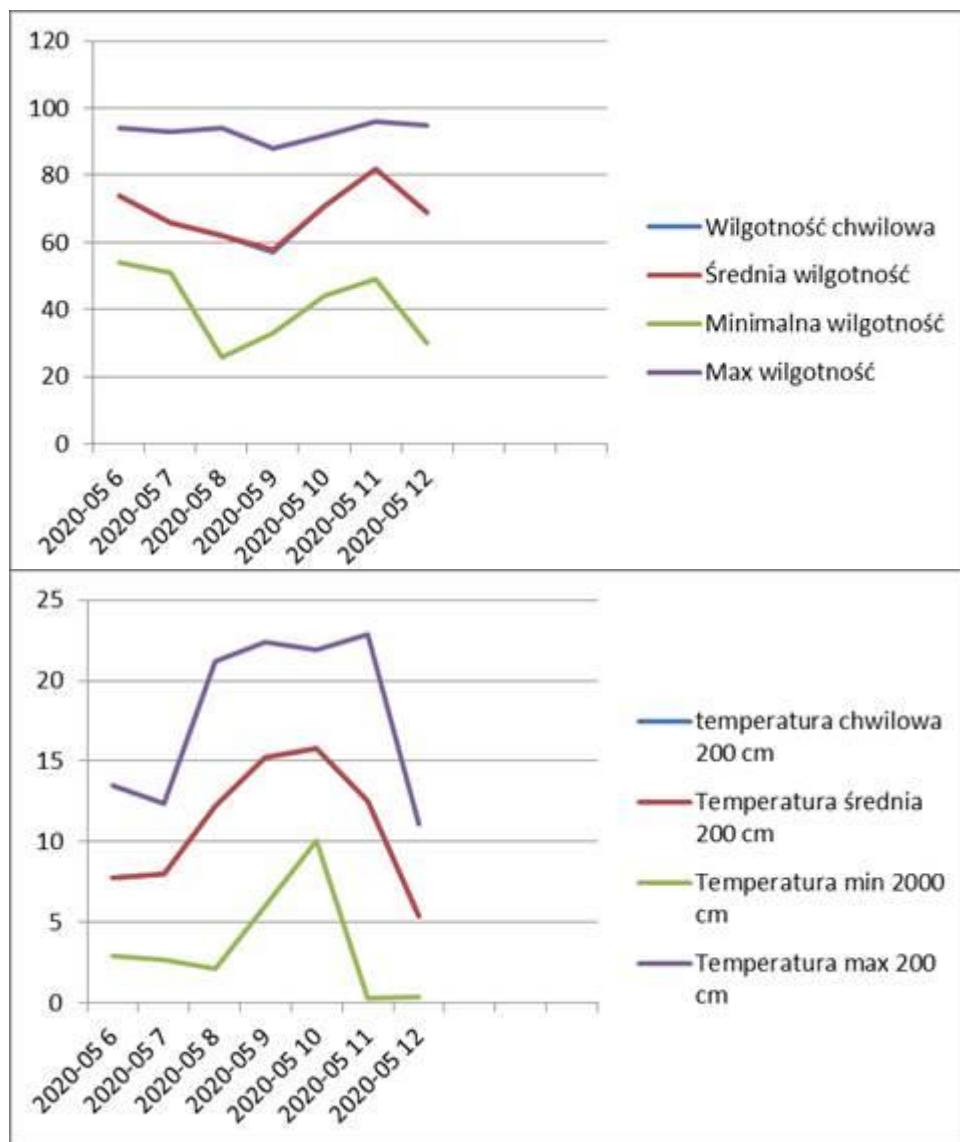 120
100
80
60
40
20
0
2020-05 6
2020-05 7
2020-05 8
2020-05 9
2020-05 10
2020-05 11
2020-05 12
Wilgotność chwilowa
Średnia wilgotność
Minimalna wilgotność
Max wilgotność
25
20
15
10
5
0
2020-05 6
2020-05 7
2020-05 8
2020-05 9
2020-05 10
2020-05 11
2020-05 12
temperatura chwilowa
200 cm
Temperatura średnia
200 cm
Temperatura min 2000
cm
Temperatura max 200
cm